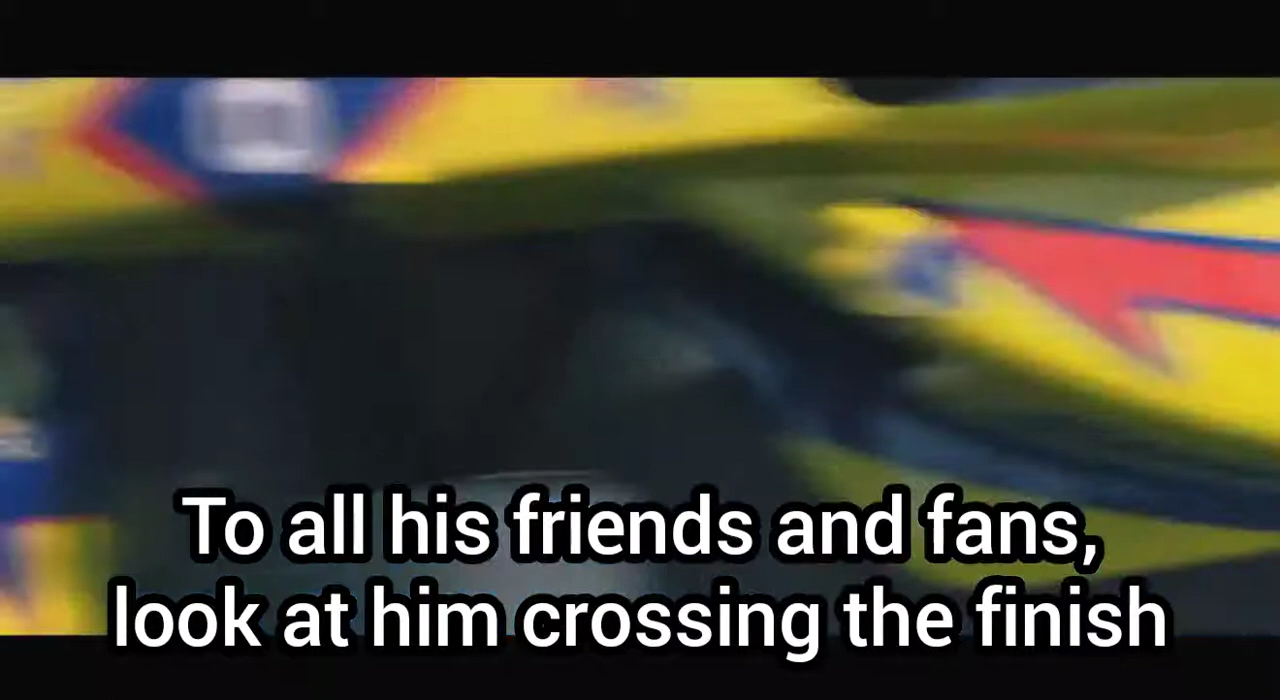 To all his friends and fans,
look at him crossing the finish